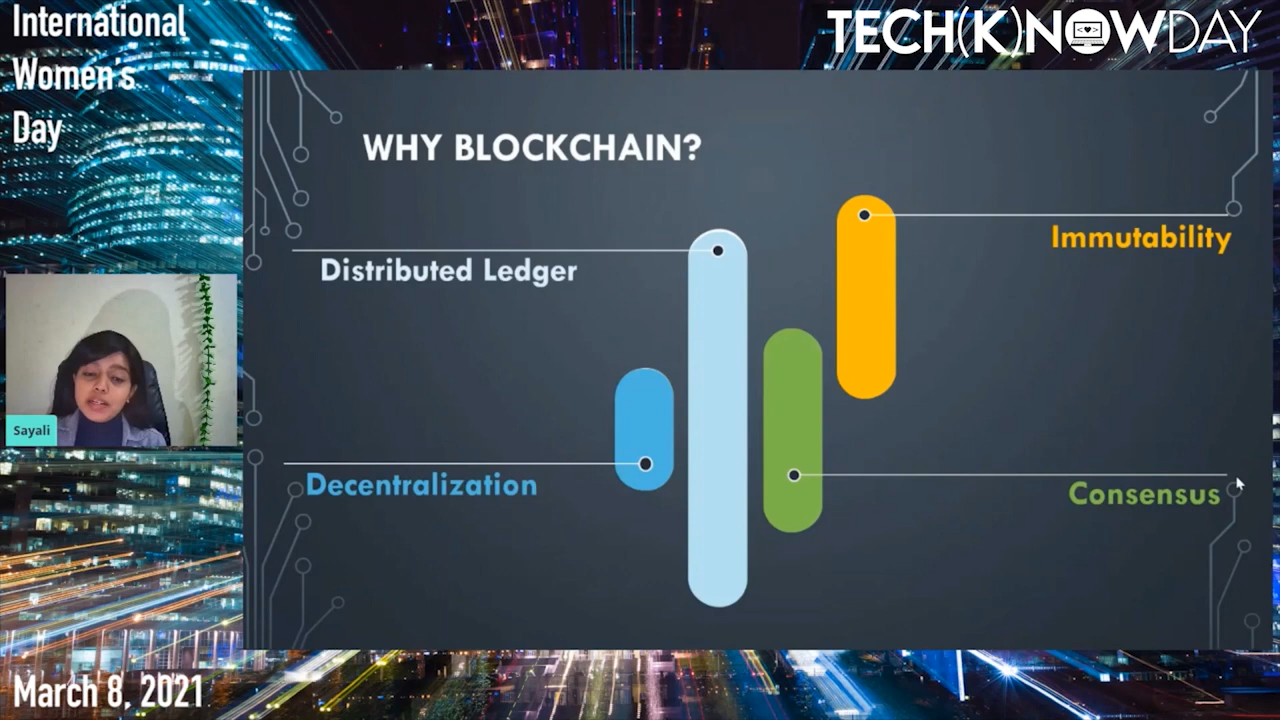 International
Women's
Day
TECH(K)NOWDAY
WHY BLOCKCHAIN?
Immutability
Distributed Ledger
Sayali
Decentralization
Consensus
March 8, 2021